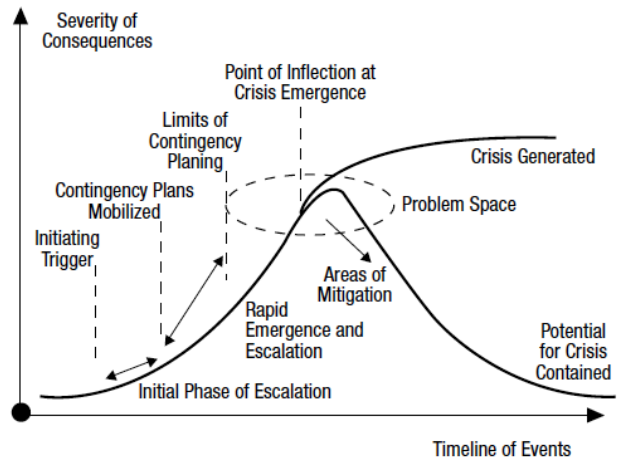 Severity of
Consequences
Point of Inflection at
Crisis Emergence
Limits of
Contingency
Planing
Crisis Generated
Contingency Plans
Mobilized
Problem Space
Initiating
Trigger
Areas of
Mitigation
Rapid
Emergence and
Escalation
Potential
for Crisis
Contained
Initial Phase of Escalation
Timeline of Events